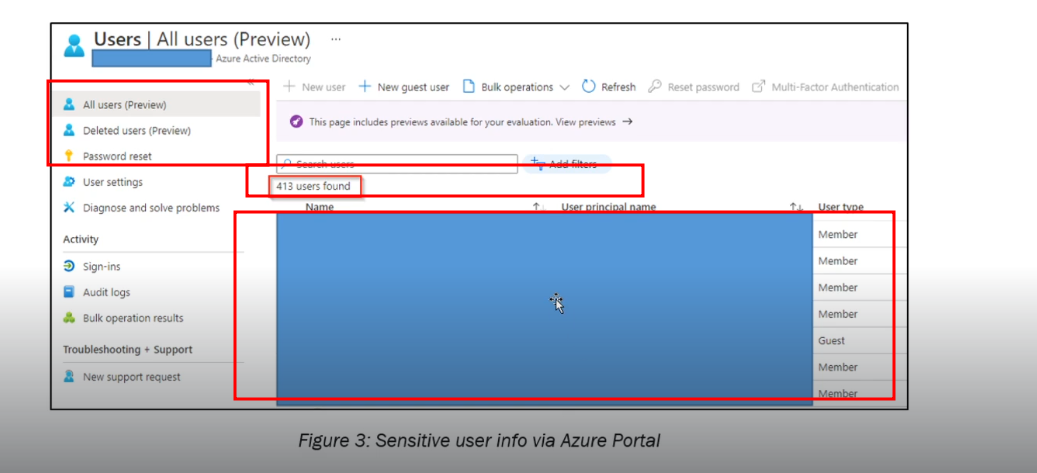 Users | All users (Preview) ...
Azure Active Directory
«
New user New guest user Bulk operations Refresh Reset password Multi-Factor Authentication
All users (Preview)
Deleted users (Preview)
Password reset
User settings
Diagnose and solve problems
Activity
Sign-ins
Audit logs
Bulk operation results
Troubleshooting + Support
New support request
This page includes previews available for your evaluation. View previews →
Search users Add filters
413 users found
Name ↑↓ User principal name ↑↓ User type
Member
Member
Member
Member
Guest
Member
Member
Figure 3: Sensitive user info via Azure Portal